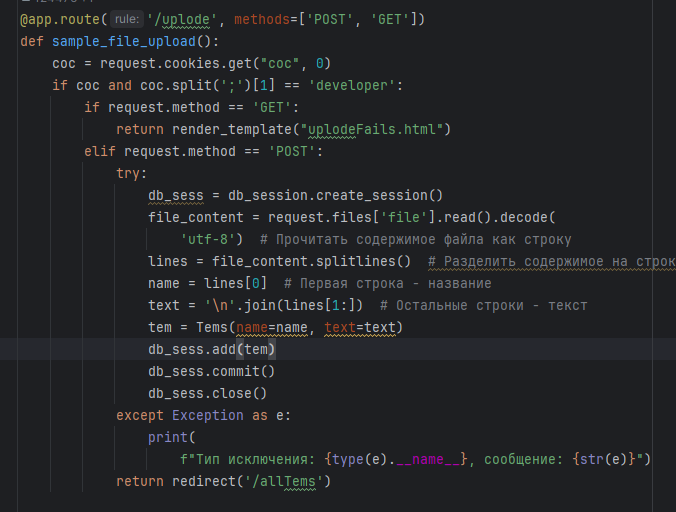 @app.route( rule: '/uplode', methods=['POST', 'GET'])
def sample_file_upload():
    coc = request.cookies.get("coc", 0)
    if coc and coc.split(';')[1] == 'developer':
        if request.method == 'GET':
            return render_template("uplodeFails.html")
        elif request.method == 'POST':
            try:
                db_sess = db_session.create_session()
                file_content = request.files['file'].read().decode(
                    'utf-8')  # Прочитать содержимое файла как строку
                lines = file_content.splitlines()  # Разделить содержимое на строк
                name = lines[0]  # Первая строка - название
                text = '\n'.join(lines[1:])  # Остальные строки - текст
                tem = Tems(name=name, text=text)
                db_sess.add(tem)
                db_sess.commit()
                db_sess.close()
            except Exception as e:
                print(
                    f"Тип исключения: {type(e).__name__}, сообщение: {str(e)}")
            return redirect('/allTems')